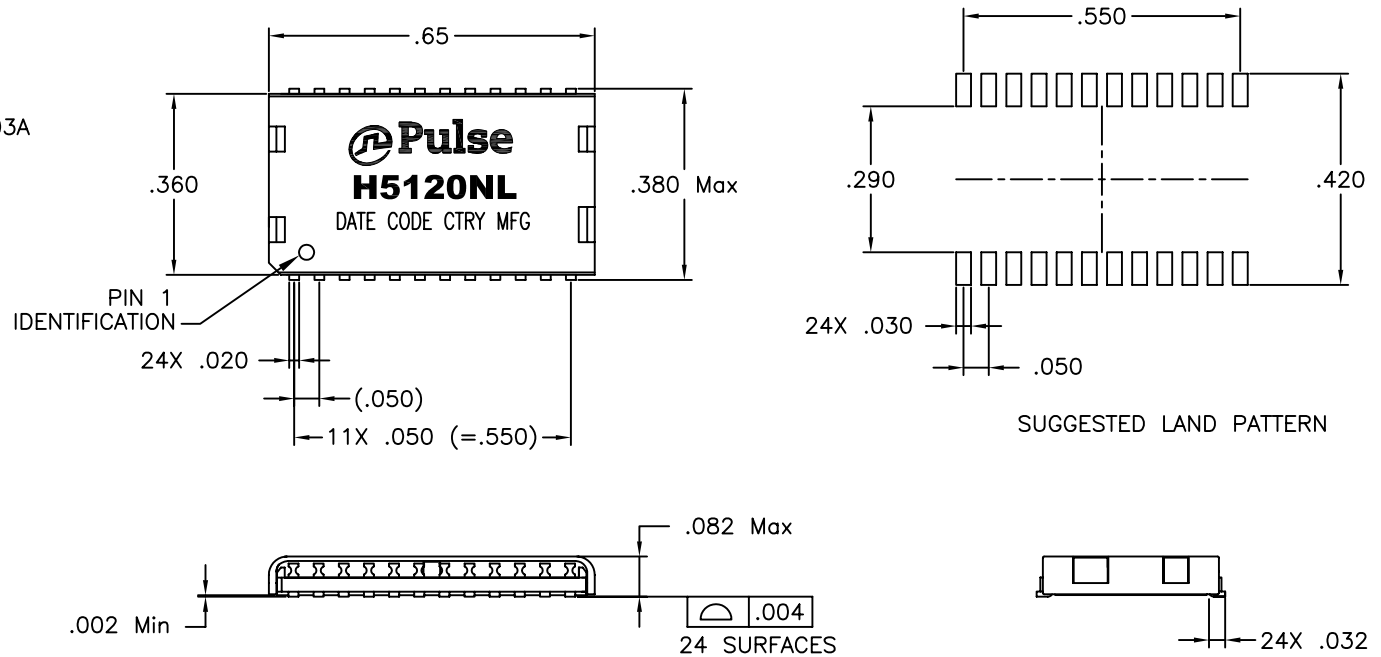 .65
.550
03A
.360
Pulse
H5120NL
DATE CODE CTRY MFG
.380 Max
.290
.420
PIN 1
IDENTIFICATION
24X .020
(.050)
11X .050 (=.550)
24X .030
.050
SUGGESTED LAND PATTERN
.082 Max
.002 Min
.004
24 SURFACES
24X .032